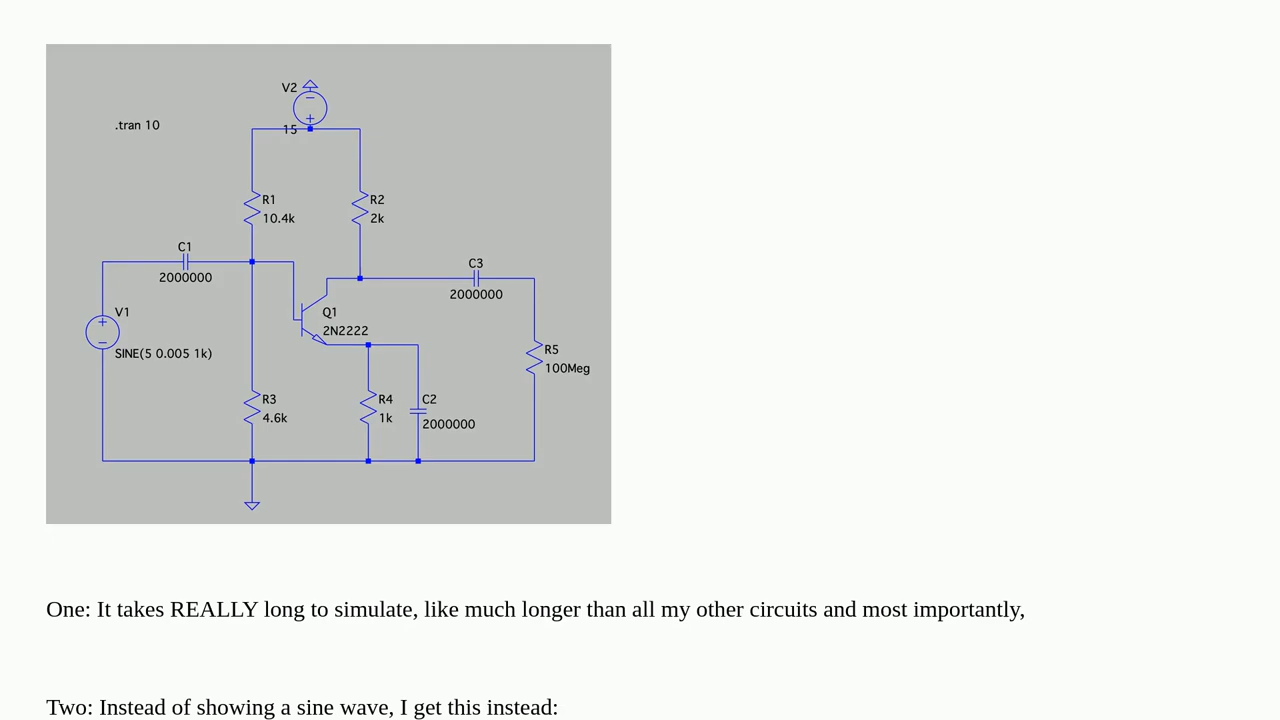 V2
.tran 10
15
R1
10.4k
R2
2k
C1
2000000
C3
2000000
V1
SINE(5 0.005 1k)
Q1
2N2222
R5
100Meg
R3
4.6k
R4
1k
C2
2000000
One: It takes REALLY long to simulate, like much longer than all my other circuits and most importantly,
Two: Instead of showing a sine wave, I get this instead: